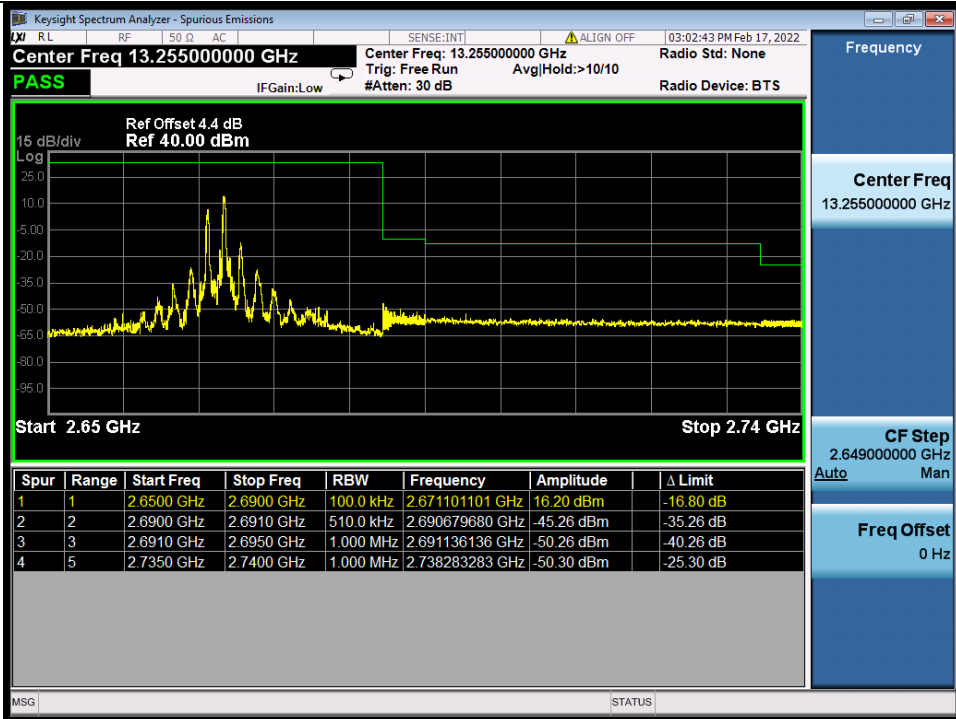 Keysight Spectrum Analyzer - Spurious Emissions
LXI RL RF 50 Ω AC SENSE:INT ALIGN OFF 03:02:43 PM Feb 17, 2022
Center Freq 13.255000000 GHz
Center Freq: 13.255000000 GHz
Radio Std: None
Trig: Free Run Avg|Hold:>10/10
PASS
IFGain:Low
#Atten: 30 dB
Radio Device: BTS
Ref Offset 4.4 dB
15 dB/div Ref 40.00 dBm
Log
25.0
10.0
-5.00
-20.0
-35.0
-50.0
-65.0
-80.0
-95.0
Start 2.65 GHz Stop 2.74 GHz
Spur Range Start Freq Stop Freq RBW Frequency Amplitude Δ Limit
1 1 2.6500 GHz 2.6900 GHz 100.0 kHz 2.671101101 GHz 16.20 dBm -16.80 dB
2 2 2.6900 GHz 2.6910 GHz 510.0 kHz 2.690679680 GHz -45.26 dBm -35.26 dB
3 3 2.6910 GHz 2.6950 GHz 1.000 MHz 2.691136136 GHz -50.26 dBm -40.26 dB
4 5 2.7350 GHz 2.7400 GHz 1.000 MHz 2.738283283 GHz -50.30 dBm -25.30 dB
Frequency
Center Freq
13.255000000 GHz
CF Step
2.649000000 GHz
Auto Man
Freq Offset
0 Hz
MSG STATUS